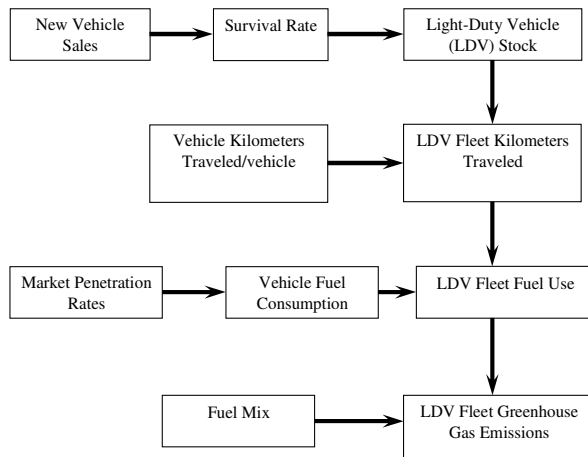 New Vehicle
Sales
Survival Rate
Light-Duty Vehicle
(LDV) Stock
Vehicle Kilometers
Traveled/vehicle
LDV Fleet Kilometers
Traveled
Market Penetration
Rates
Vehicle Fuel
Consumption
LDV Fleet Fuel Use
Fuel Mix
LDV Fleet Greenhouse
Gas Emissions